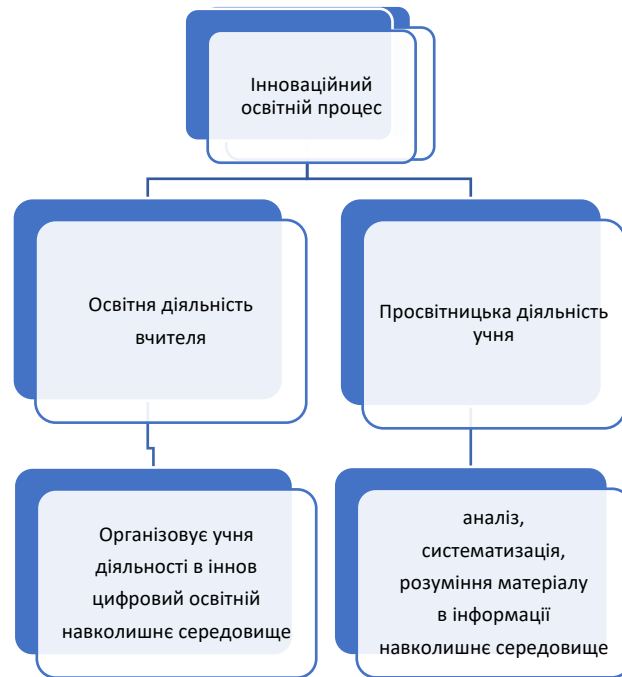 Інноваційний
освітній процес
Освітня діяльність
вчителя
Просвітницька діяльність
учня
Організовує учня
діяльності в іннов
цифровий освітній
навколишнє середовище
аналіз,
систематизація,
розуміння матеріалу
в інформації
навколишнє середовище